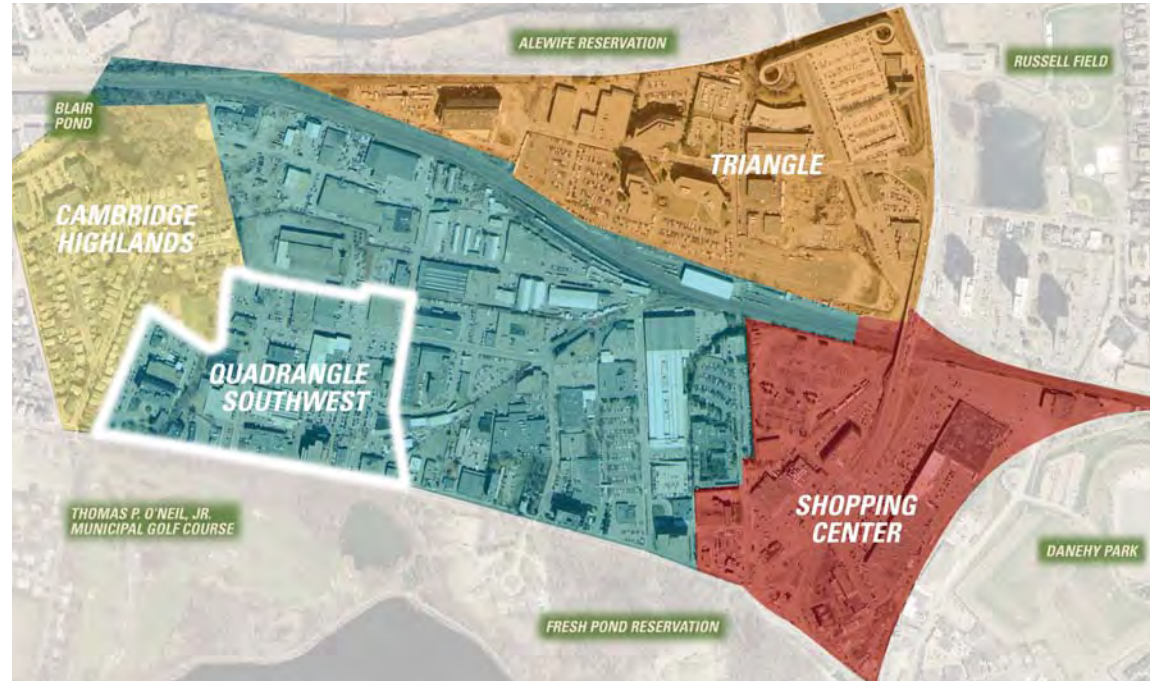 ALEWIFE RESERVATION
RUSSELL FIELD
BLAIR
POND
TRIANGLE
CAMBRIDGE
HIGHLANDS
QUADRANGLE
SOUTHWEST
THOMAS P. O'NEIL, JR.
MUNICIPAL GOLF COURSE
SHOPPING
CENTER
DANEHY PARK
FRESH POND RESERVATION